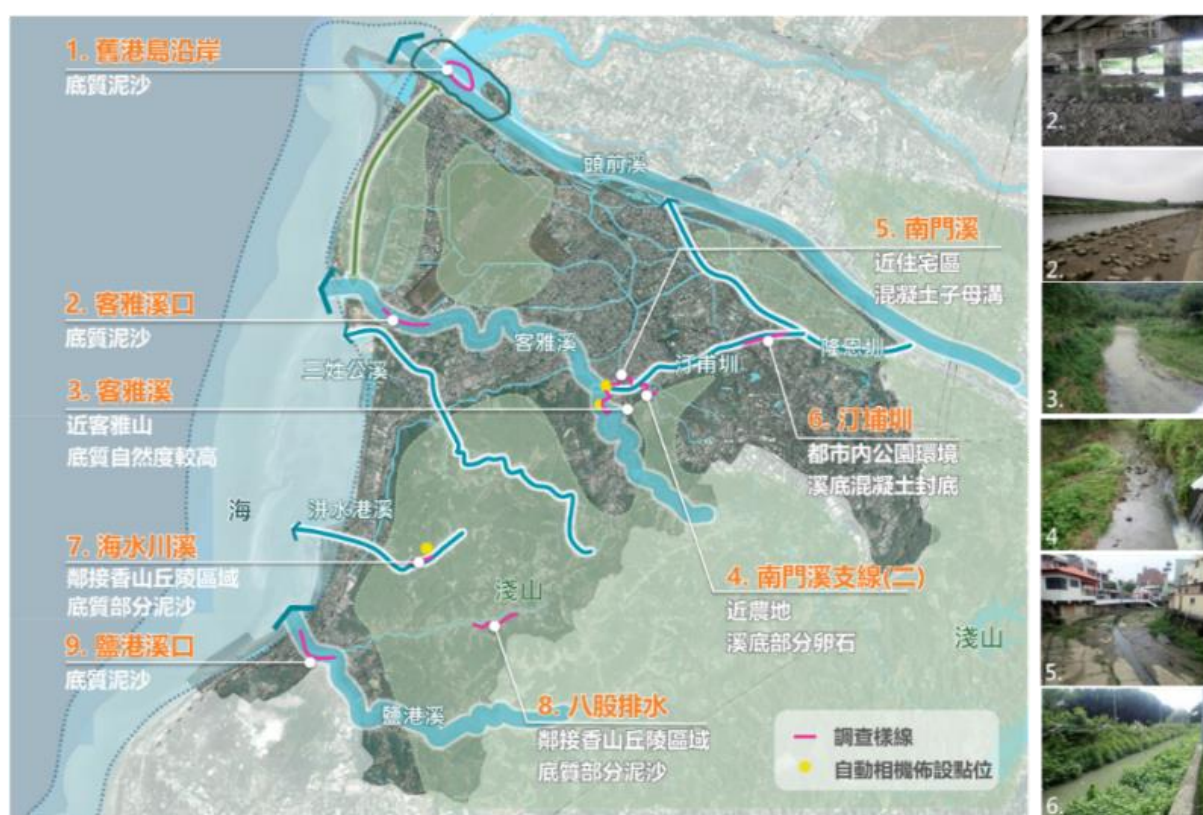 1. 舊港島沿岸
底質泥沙
頭前溪
5. 南門溪
近住宅區
混凝土子母溝
2. 客雅溪口
底質泥沙
客雅溪
汀甫圳
隆恩圳
三姓公溪
3. 客雅溪
近客雅山
底質自然度較高
6. 汀埔圳
都市內公園環境
溪底混凝土封底
海
洪水港溪
7. 海水川溪
鄰接香山丘陵區域
底質部分泥沙
淺山
4. 南門溪支線(二)
近農地
溪底部分卵石
淺山
9. 鹽港溪口
底質泥沙
鹽港溪
8. 八股排水
鄰接香山丘陵區域
底質部分泥沙
調查樣線
自動相機佈設點位
2.
2.
3.
4
5.
6.